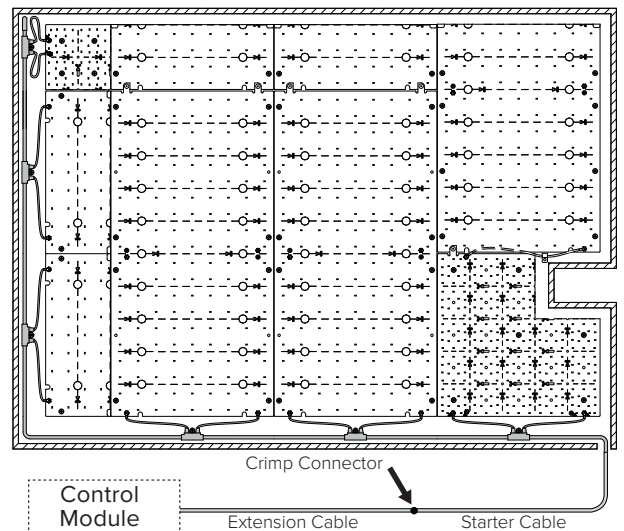 Crimp Connector
Control
Module
Extension Cable
Starter Cable